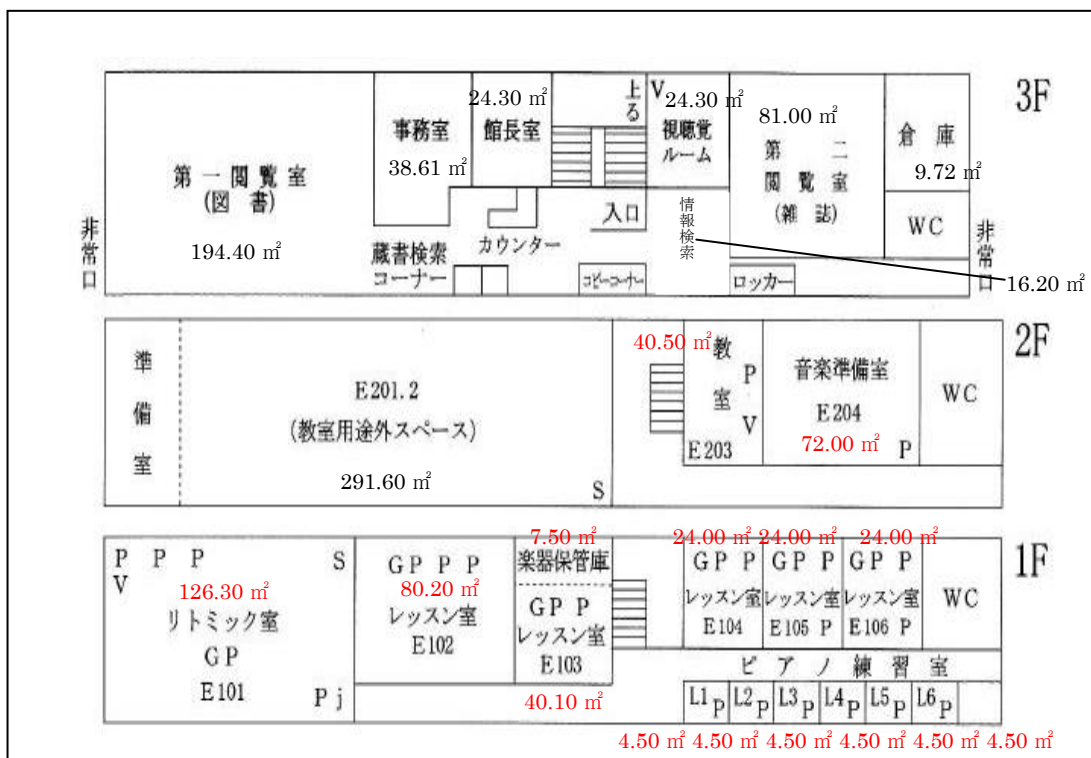 3F
24.30 ㎡
上る
V
24.30 ㎡
81.00 ㎡
事務室
館長室
視聴覚
ルーム
第二
閲覧室
(雑誌)
倉庫
38.61 ㎡
9.72 ㎡
第一閲覧室
(図書)
194.40 ㎡
非常口
入口
情報検索
WC
非常口
カウンター
蔵書検索
コーナー
コピーコーナー
ロッカー
16.20 ㎡
2F
準備室
E201.2
(教室用途外スペース)
291.60 ㎡
S
40.50 ㎡
教室
P
V
E203
音楽準備室
E204
72.00 ㎡
P
WC
1F
P P P
S
V
126.30 ㎡
リトミック室
GP
E101
P j
GP P P
80.20 ㎡
レッスン室
E102
7.50 ㎡
楽器保管庫
GP P
レッスン室
E103
40.10 ㎡
24.00 ㎡
24.00 ㎡
24.00 ㎡
GP P
レッスン室
E104
GP P
レッスン室
E105 P
GP P
レッスン室
E106 P
WC
ピアノ練習室
L1 P
L2 P
L3 P
L4 P
L5 P
L6 P
4.50 ㎡ 4.50 ㎡ 4.50 ㎡ 4.50 ㎡ 4.50 ㎡ 4.50 ㎡